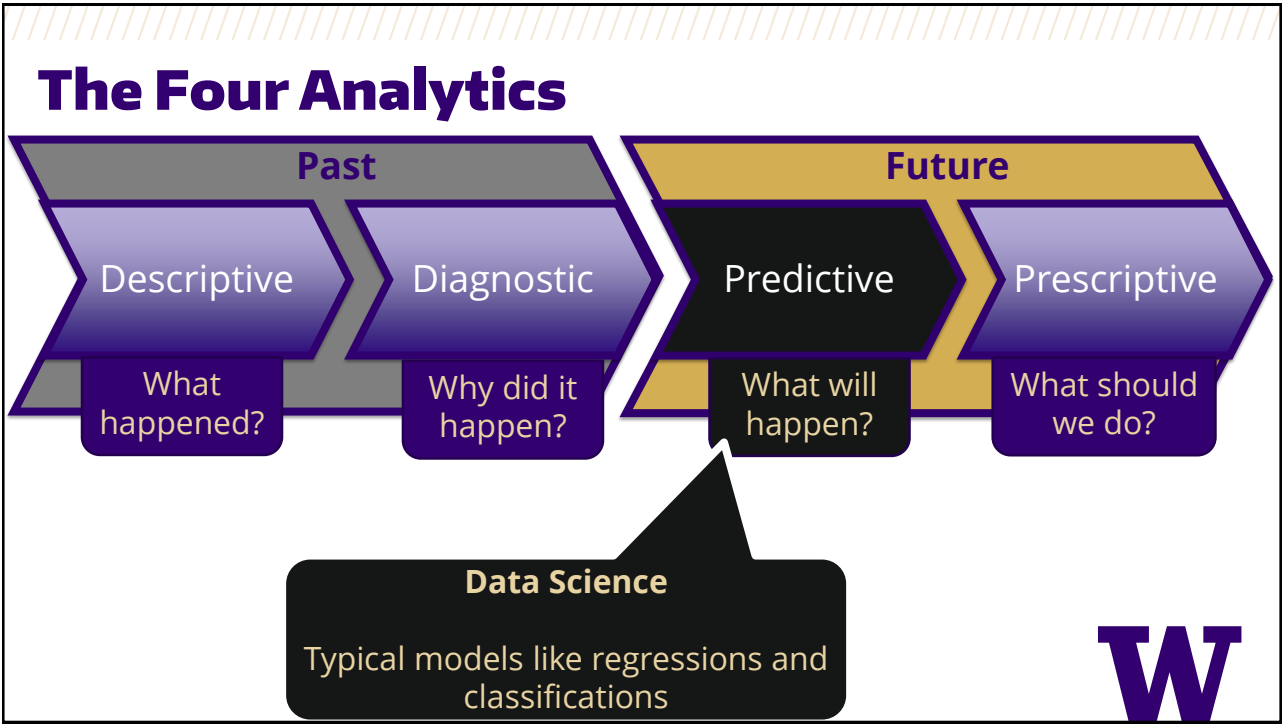 The Four Analytics
Past
Future
Descriptive
Diagnostic
Predictive
Prescriptive
What
happened?
Why did it
happen?
What will
happen?
What should
we do?
Data Science
Typical models like regressions and
classifications
W